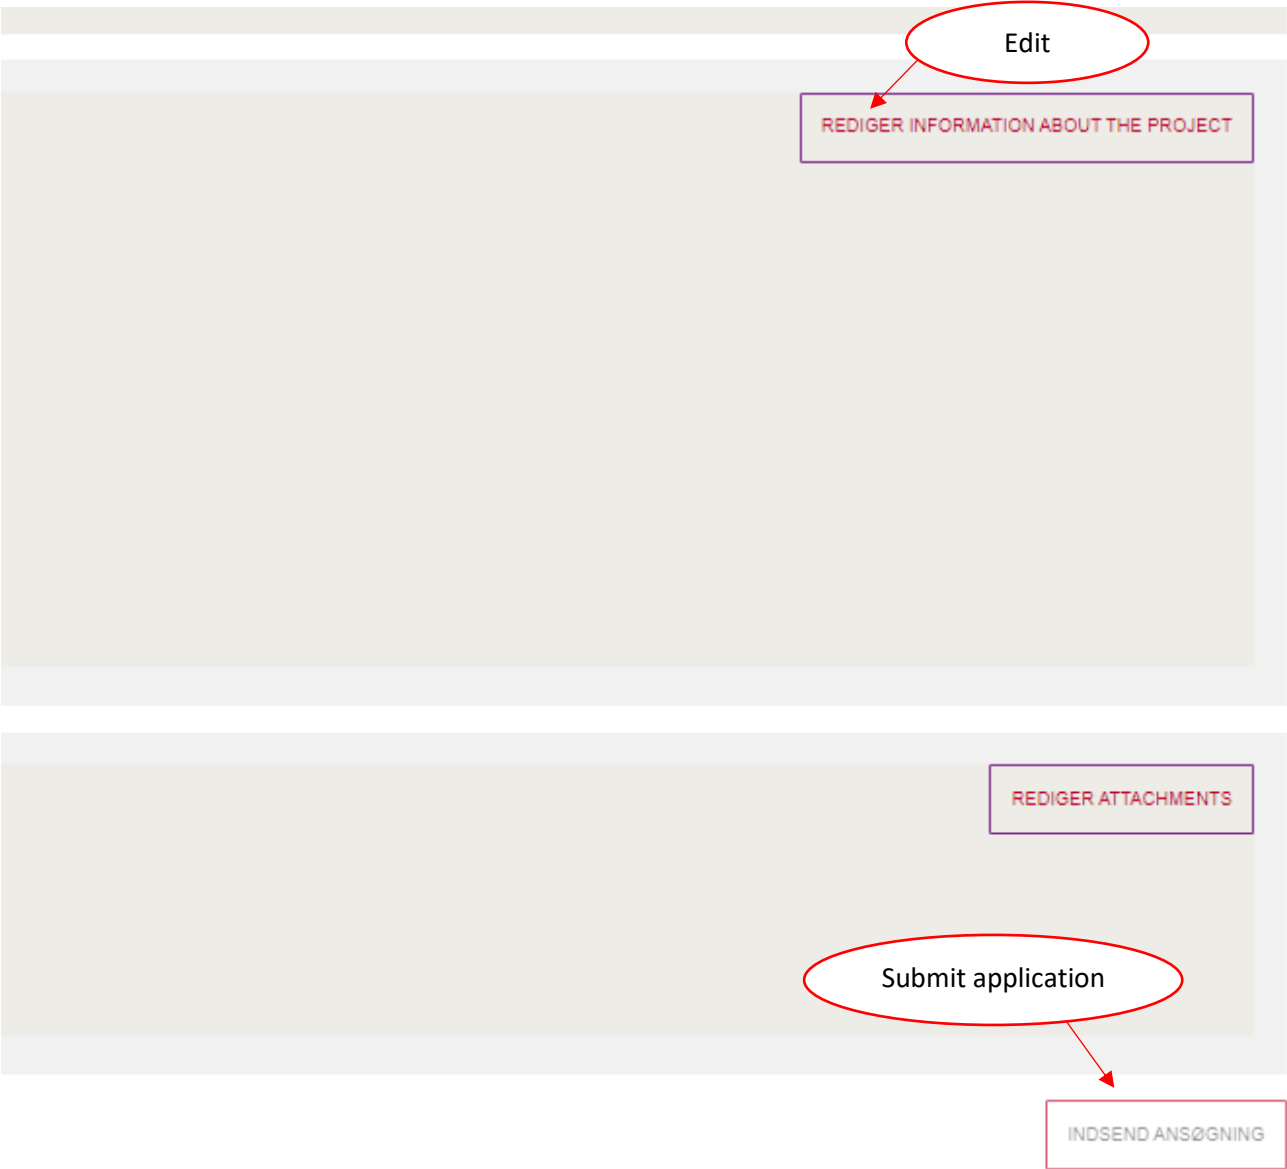 Edit
REDIGER INFORMATION ABOUT THE PROJECT
REDIGER ATTACHMENTS
Submit application
INDSEND ANSØGNING